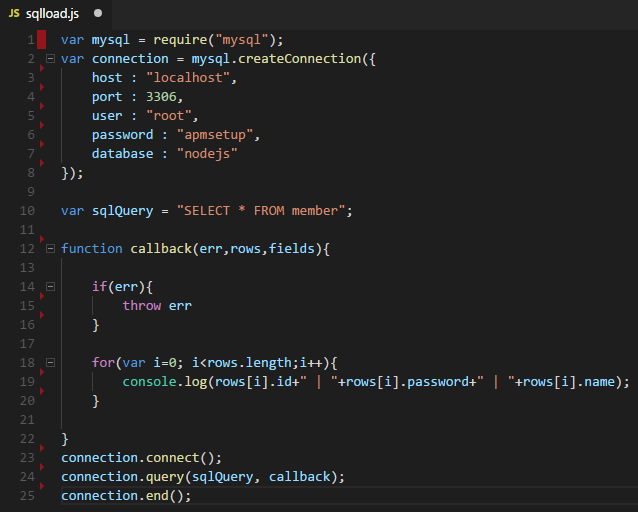 JS sqlload.js
1 var mysql = require("mysql");
2 var connection = mysql.createConnection({
3 host : "localhost",
4 port : 3306,
5 user : "root",
6 password : "apmsetup",
7 database : "nodejs"
8 });
9
10 var sqlQuery = "SELECT * FROM member";
11
12 function callback(err,rows,fields){
13
14 if(err){
15 throw err
16 }
17
18 for(var i=0; i<rows.length;i++){
19 console.log(rows[i].id+" | "+rows[i].password+" | "+rows[i].name);
20 }
21
22 }
23 connection.connect();
24 connection.query(sqlQuery, callback);
25 connection.end();